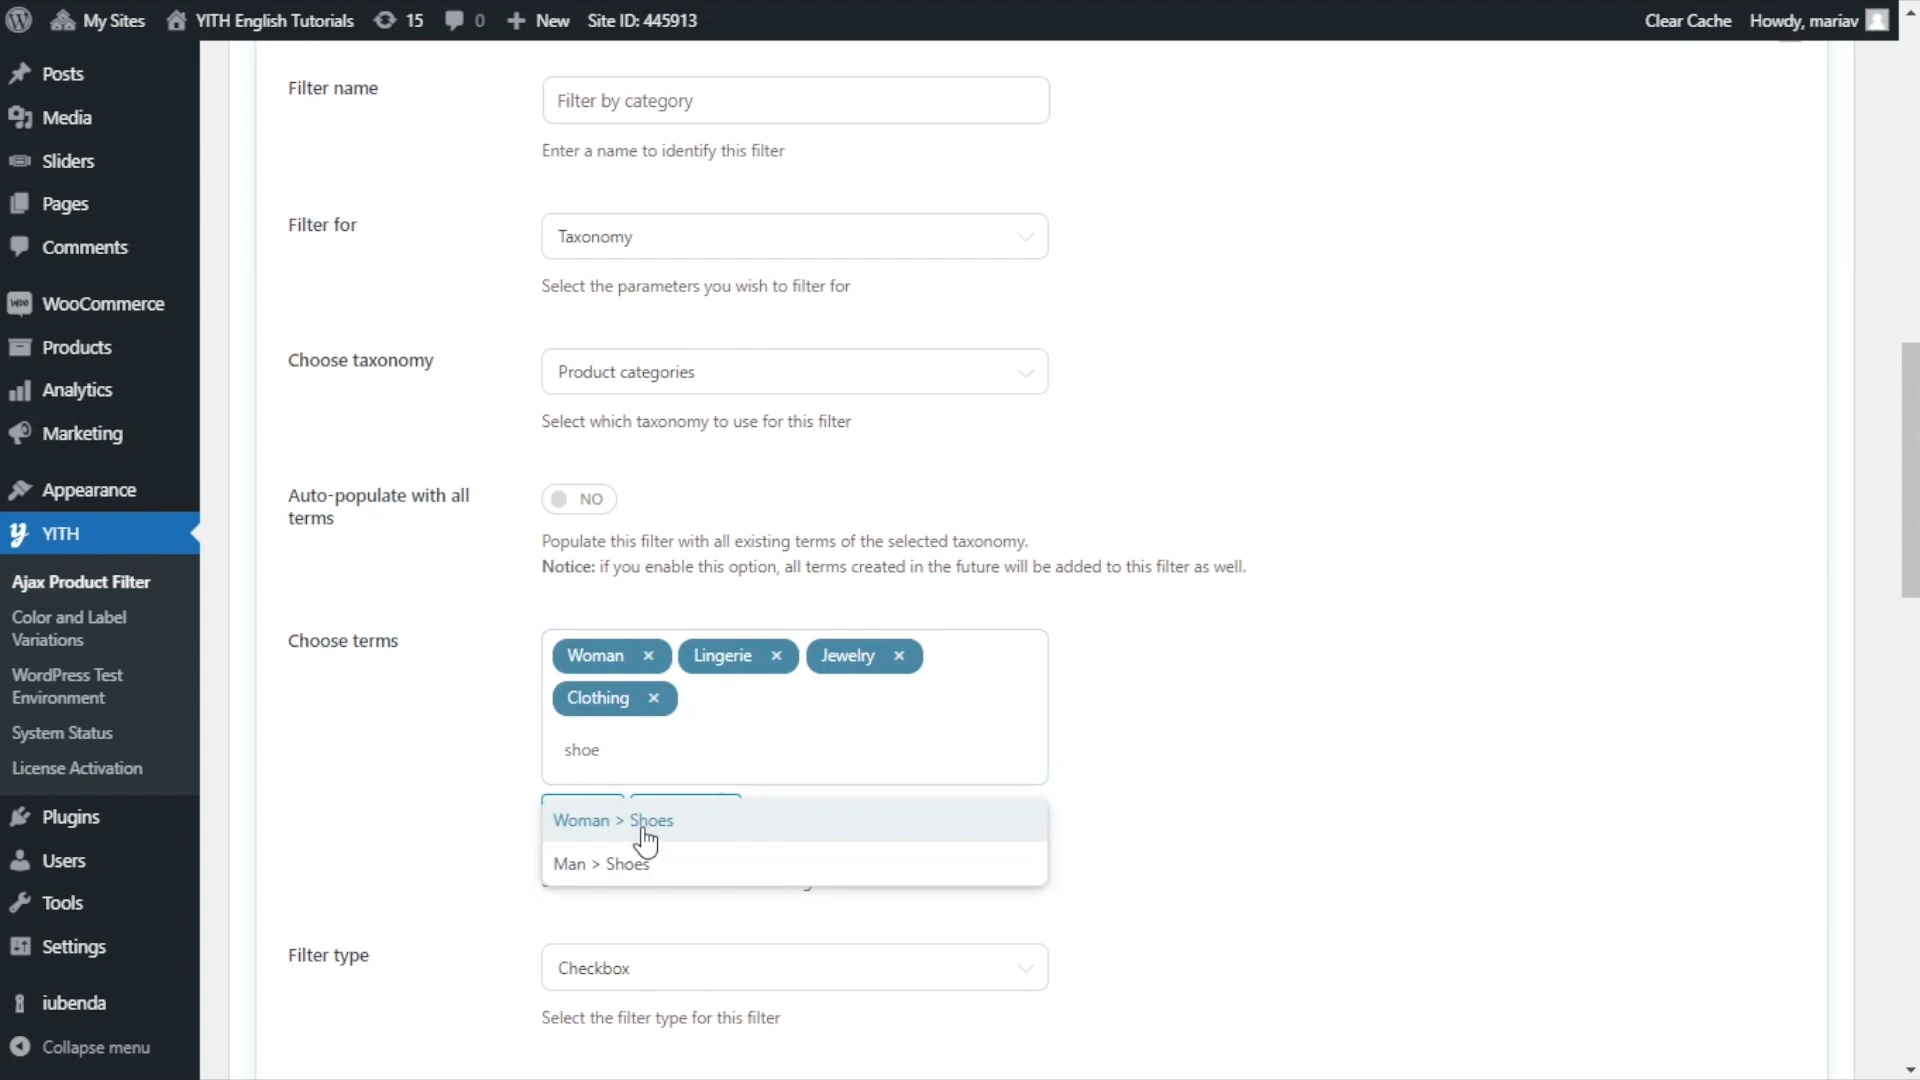 My Sites YITH English Tutorials 15 0 New Site ID: 445913 Clear Cache Howdy, mariav
Posts
Media
Sliders
Pages
Comments
WooCommerce
Products
Analytics
Marketing
Appearance
YITH
Ajax Product Filter
Color and Label
Variations
WordPress Test
Environment
System Status
License Activation
Plugins
Users
Tools
Settings
iubenda
Collapse menu
Filter name
Filter by category
Enter a name to identify this filter
Filter for
Taxonomy
Select the parameters you wish to filter for
Choose taxonomy
Product categories
Select which taxonomy to use for this filter
Auto-populate with all
terms
NO
Populate this filter with all existing terms of the selected taxonomy.
Notice: if you enable this option, all terms created in the future will be added to this filter as well.
Choose terms
Woman × Lingerie × Jewelry ×
Clothing ×
shoe
Woman > Shoes
Man > Shoes
Filter type
Checkbox
Select the filter type for this filter